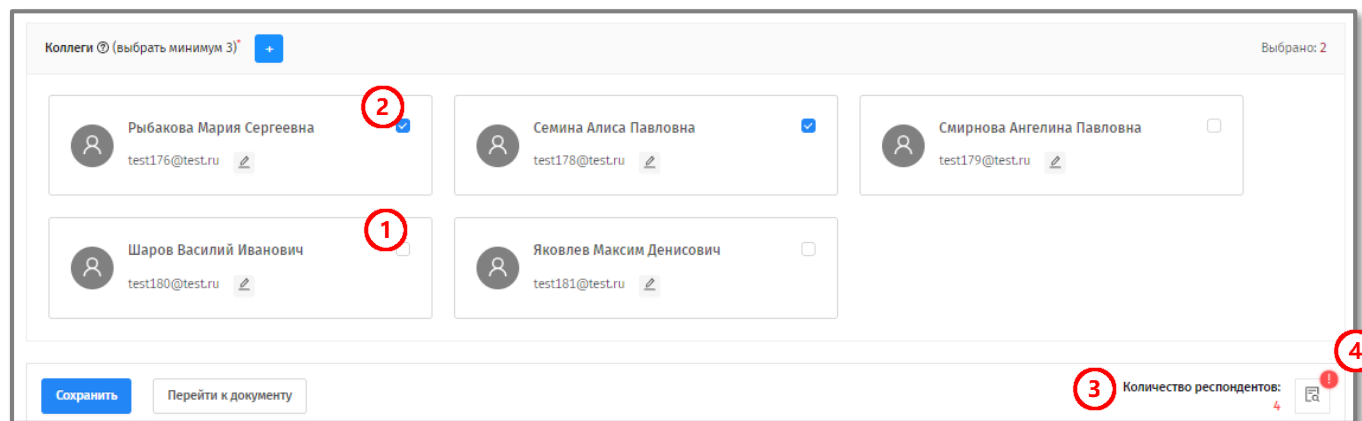 Коллеги ? (выбрать минимум 3)* + Выбрано: 2
2
Рыбакова Мария Сергеевна
test176@test.ru
Семина Алиса Павловна
test178@test.ru
Смирнова Ангелина Павловна
test179@test.ru
1
Шаров Василий Иванович
test180@test.ru
Яковлев Максим Денисович
test181@test.ru
4
Сохранить Перейти к документу 3 Количество респондентов: !
4